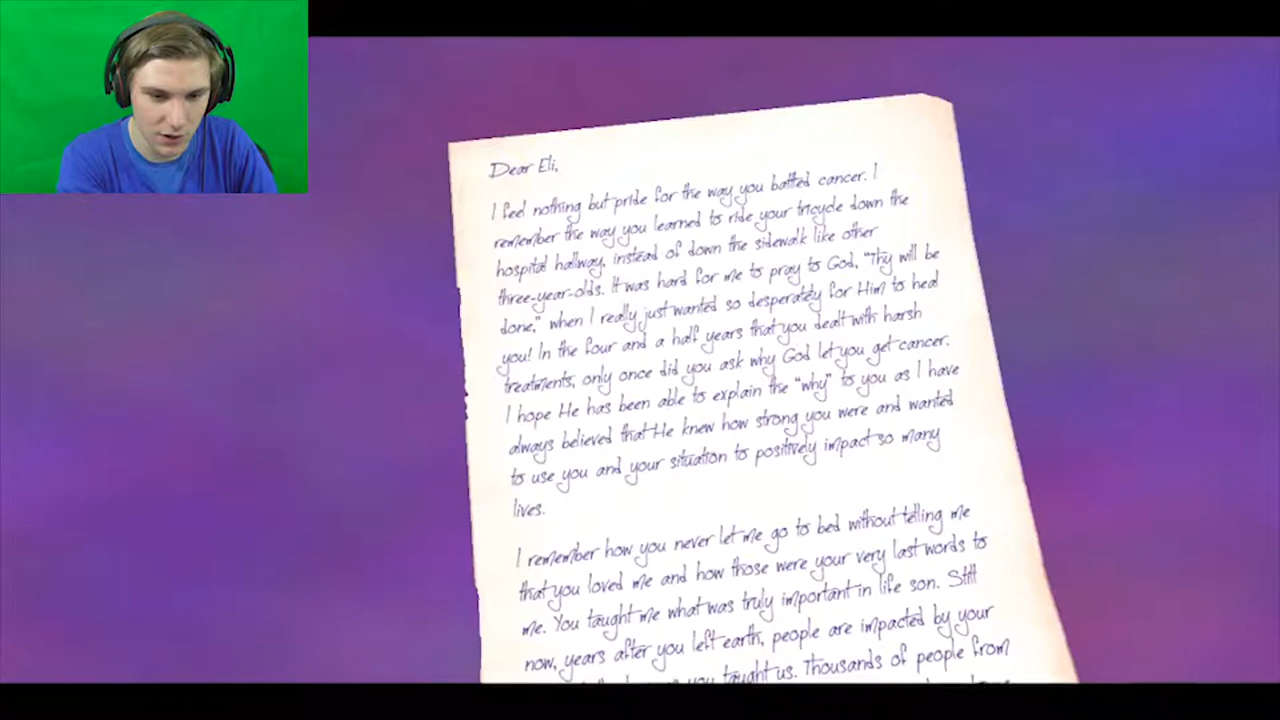 Dear Eli,
I feel nothing but pride for the way you battled cancer. I
remember the way you learned to ride your tricycle down the
hospital hallway, instead of down the sidewalk like other
three-year-olds. It was hard for me to pray to God, "Thy will be
done," when I really just wanted so desperately for Him to heal
you! In the four and a half years that you dealt with harsh
treatments, only once did you ask why God let you get cancer.
I hope He has been able to explain the "why" to you as I have
always believed that He knew how strong you were and wanted
to use you and your situation to positively impact so many
lives.
I remember how you never let me go to bed without telling me
that you loved me and how those were your very last words to
me. You taught me what was truly important in life son. Still
now, years after you left earth, people are impacted by your
you taught us. Thousands of people from